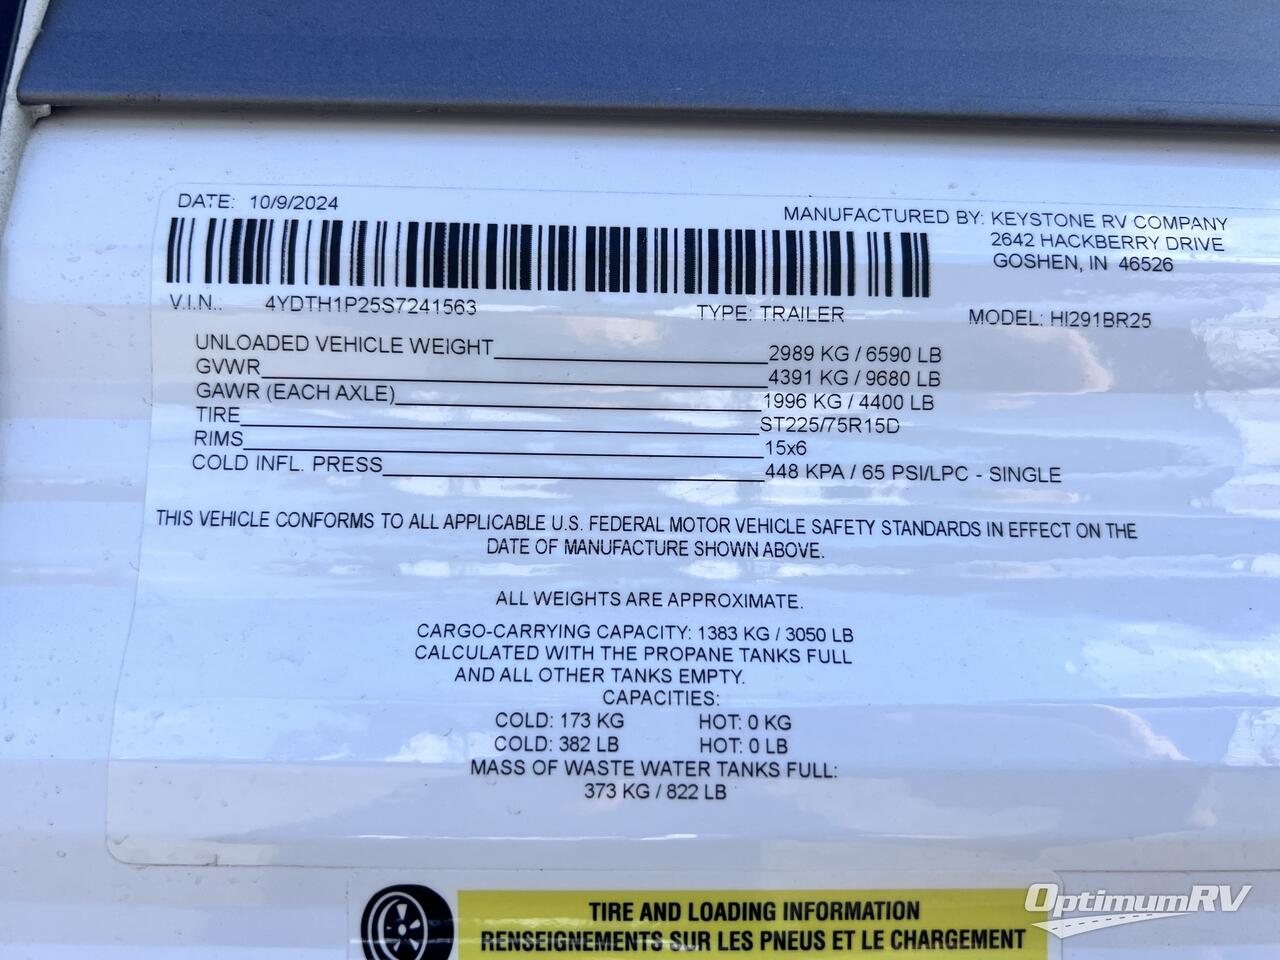 DATE: 10/9/2024
MANUFACTURED BY: KEYSTONE RV COMPANY
2642 HACKBERRY DRIVE
GOSHEN, IN 46526
V.I.N.: 4YDTH1P25S7241563 TYPE: TRAILER MODEL: HI291BR25
UNLOADED VEHICLE WEIGHT 2989 KG / 6590 LB
GVWR 4391 KG / 9680 LB
GAWR (EACH AXLE) 1996 KG / 4400 LB
TIRE ST225/75R15D
RIMS 15x6
COLD INFL. PRESS 448 KPA / 65 PSI/LPC - SINGLE
THIS VEHICLE CONFORMS TO ALL APPLICABLE U.S. FEDERAL MOTOR VEHICLE SAFETY STANDARDS IN EFFECT ON THE
DATE OF MANUFACTURE SHOWN ABOVE.
ALL WEIGHTS ARE APPROXIMATE.
CARGO-CARRYING CAPACITY: 1383 KG / 3050 LB
CALCULATED WITH THE PROPANE TANKS FULL
AND ALL OTHER TANKS EMPTY.
CAPACITIES:
COLD: 173 KG HOT: 0 KG
COLD: 382 LB HOT: 0 LB
MASS OF WASTE WATER TANKS FULL:
373 KG / 822 LB
TIRE AND LOADING INFORMATION
RENSEIGNEMENTS SUR LES PNEUS ET LE CHARGEMENT
OptimumRV